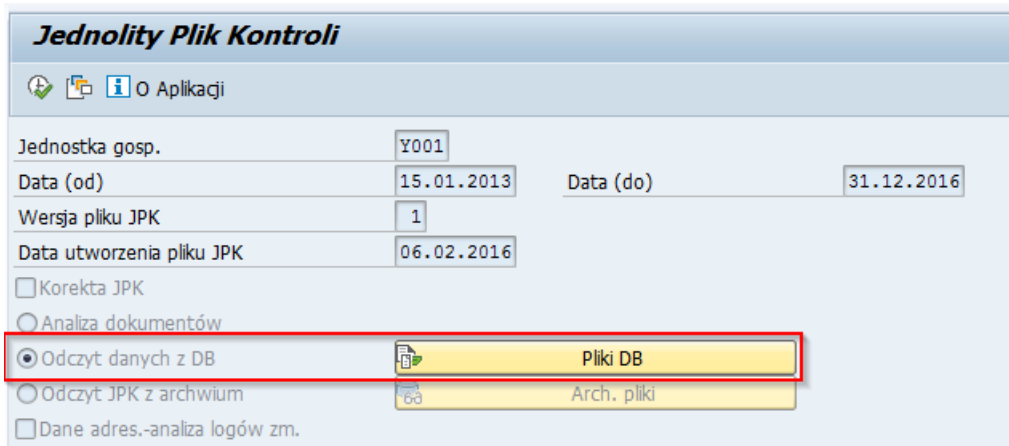 Jednolity Plik Kontroli
O Aplikacji
Jednostka gosp. Y001
Data (od) 15.01.2013 Data (do) 31.12.2016
Wersja pliku JPK 1
Data utworzenia pliku JPK 06.02.2016
Korekta JPK
Analiza dokumentów
Odczyt danych z DB Pliki DB
Odczyt JPK z archwium Arch. pliki
Dane adres.-analiza logów zm.